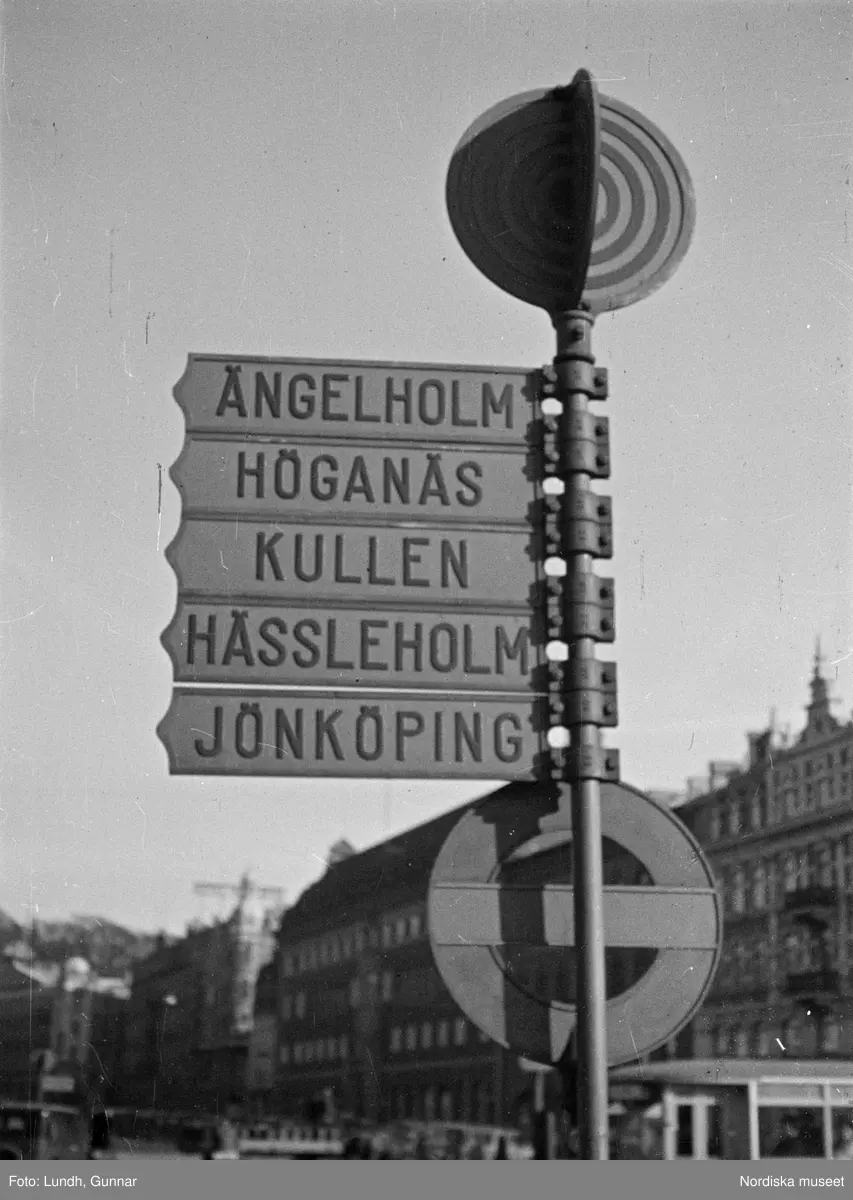 ÄNGELHOLM
HÖGANÄS
KULLEN
HÄSSLEHOLM
JÖNKÖPING
Foto: Lundh, Gunnar
Nordiska museet